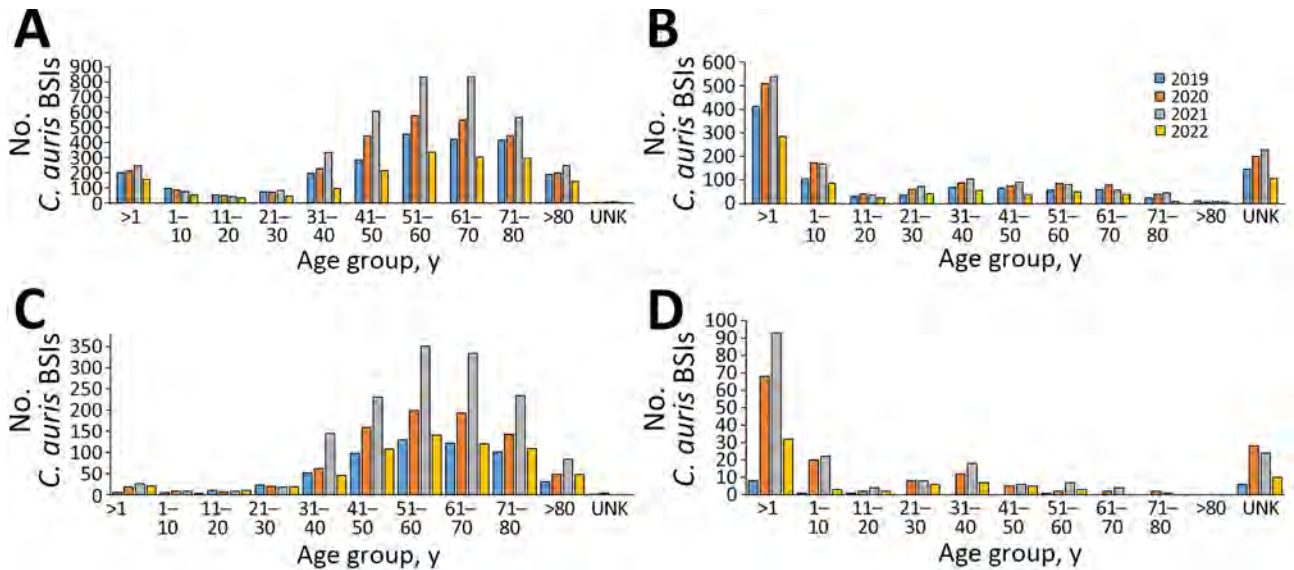 A
No.
C. auris BSIs
900
800
700
600
500
400
300
200
100
0
>1 1– 11– 21– 31– 41– 51– 61– 71– >80 UNK
10 20 30 40 50 60 70 80
Age group, y
B
No.
C. auris BSIs
600
500
400
300
200
100
0
2019
2020
2021
2022
>1 1– 11– 21– 31– 41– 51– 61– 71– >80 UNK
10 20 30 40 50 60 70 80
Age group, y
C
No.
C. auris BSIs
350
300
250
200
150
100
50
0
>1 1– 11– 21– 31– 41– 51– 61– 71– >80 UNK
10 20 30 40 50 60 70 80
Age group, y
D
No.
C. auris BSIs
100
90
80
70
60
50
40
30
20
10
0
>1 1– 11– 21– 31– 41– 51– 61– 71– >80 UNK
10 20 30 40 50 60 70 80
Age group, y